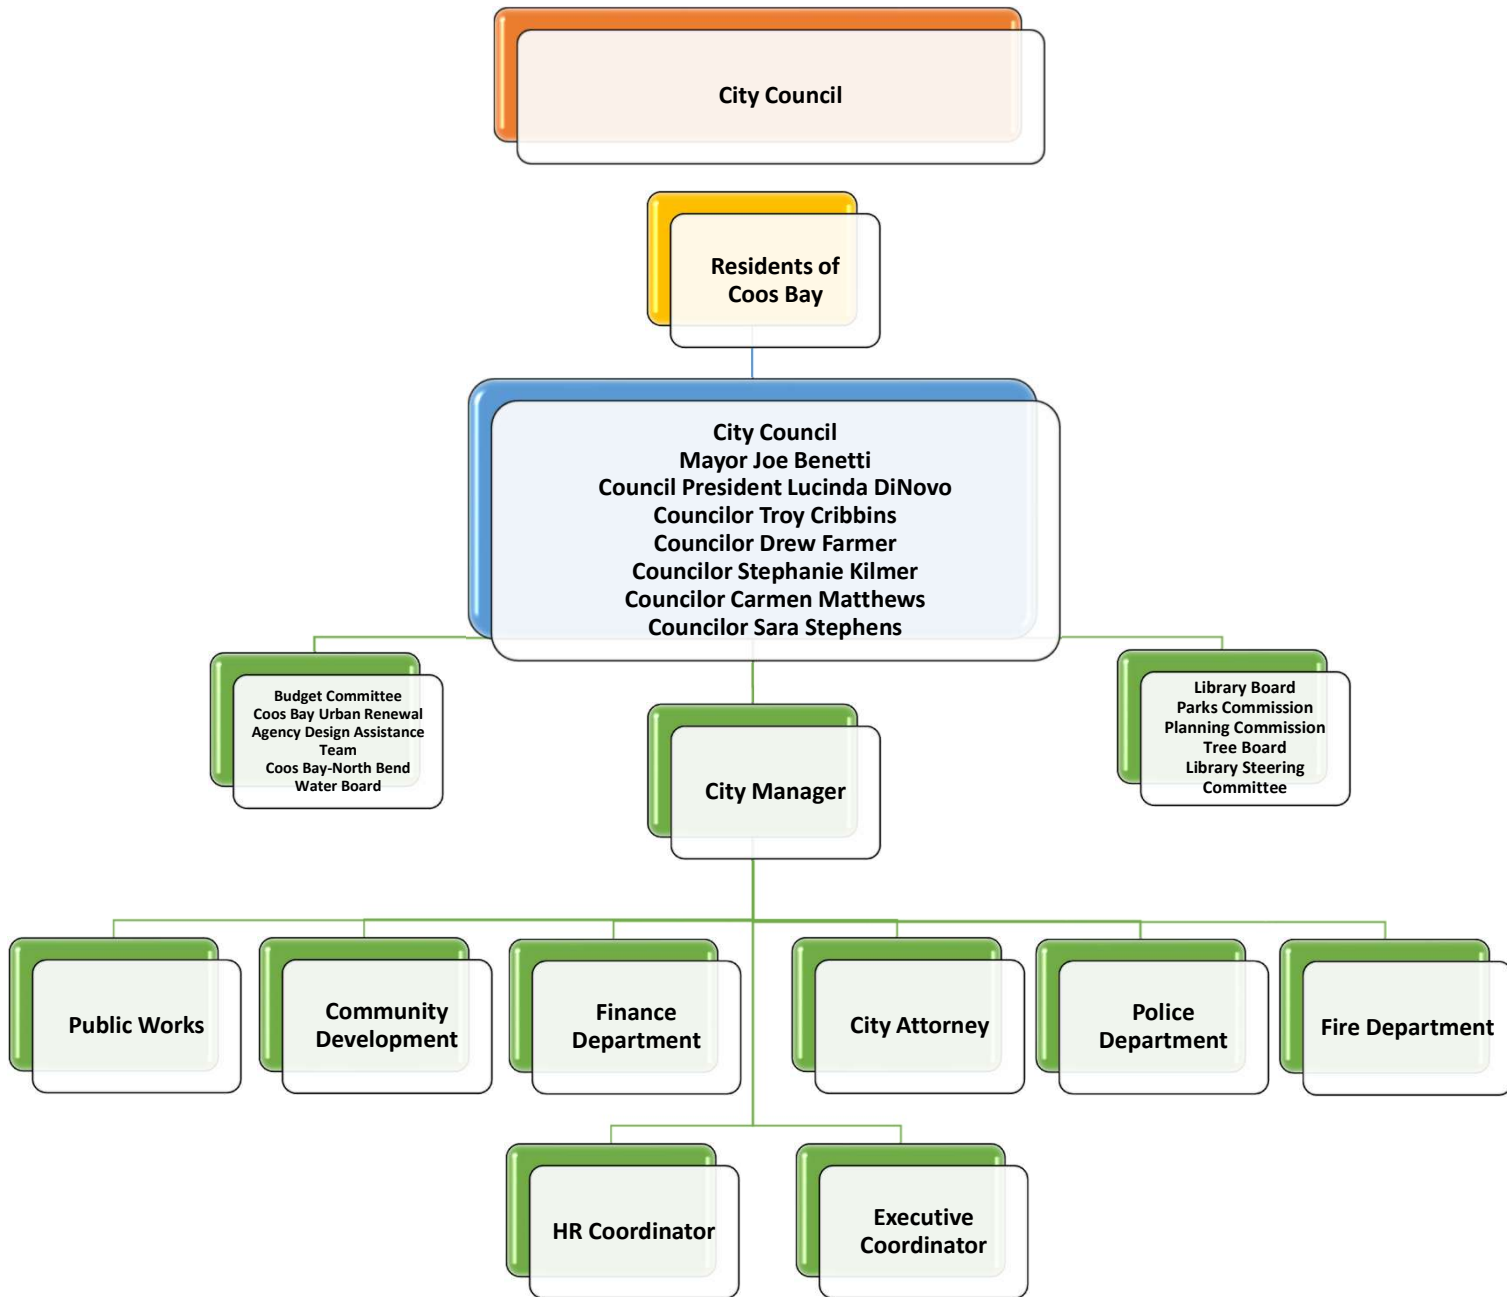 City Council
Residents of
Coos Bay
City Council
Mayor Joe Benetti
Council President Lucinda DiNovo
Councilor Troy Cribbins
Councilor Drew Farmer
Councilor Stephanie Kilmer
Councilor Carmen Matthews
Councilor Sara Stephens
Budget Committee
Coos Bay Urban Renewal
Agency Design Assistance
Team
Coos Bay-North Bend
Water Board
City Manager
Library Board
Parks Commission
Planning Commission
Tree Board
Library Steering
Committee
Public Works
Community
Development
Finance
Department
City Attorney
Police
Department
Fire Department
HR Coordinator
Executive
Coordinator